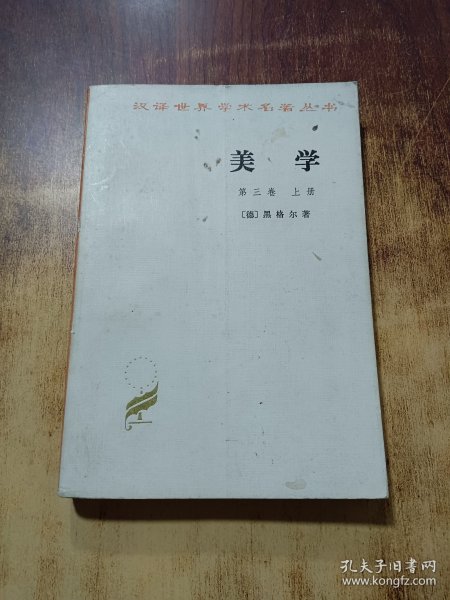 汉译世界学术名著丛书
美 学
第三卷 上册
〔德〕黑格尔著
孔夫子旧书网
www.kongfz.com